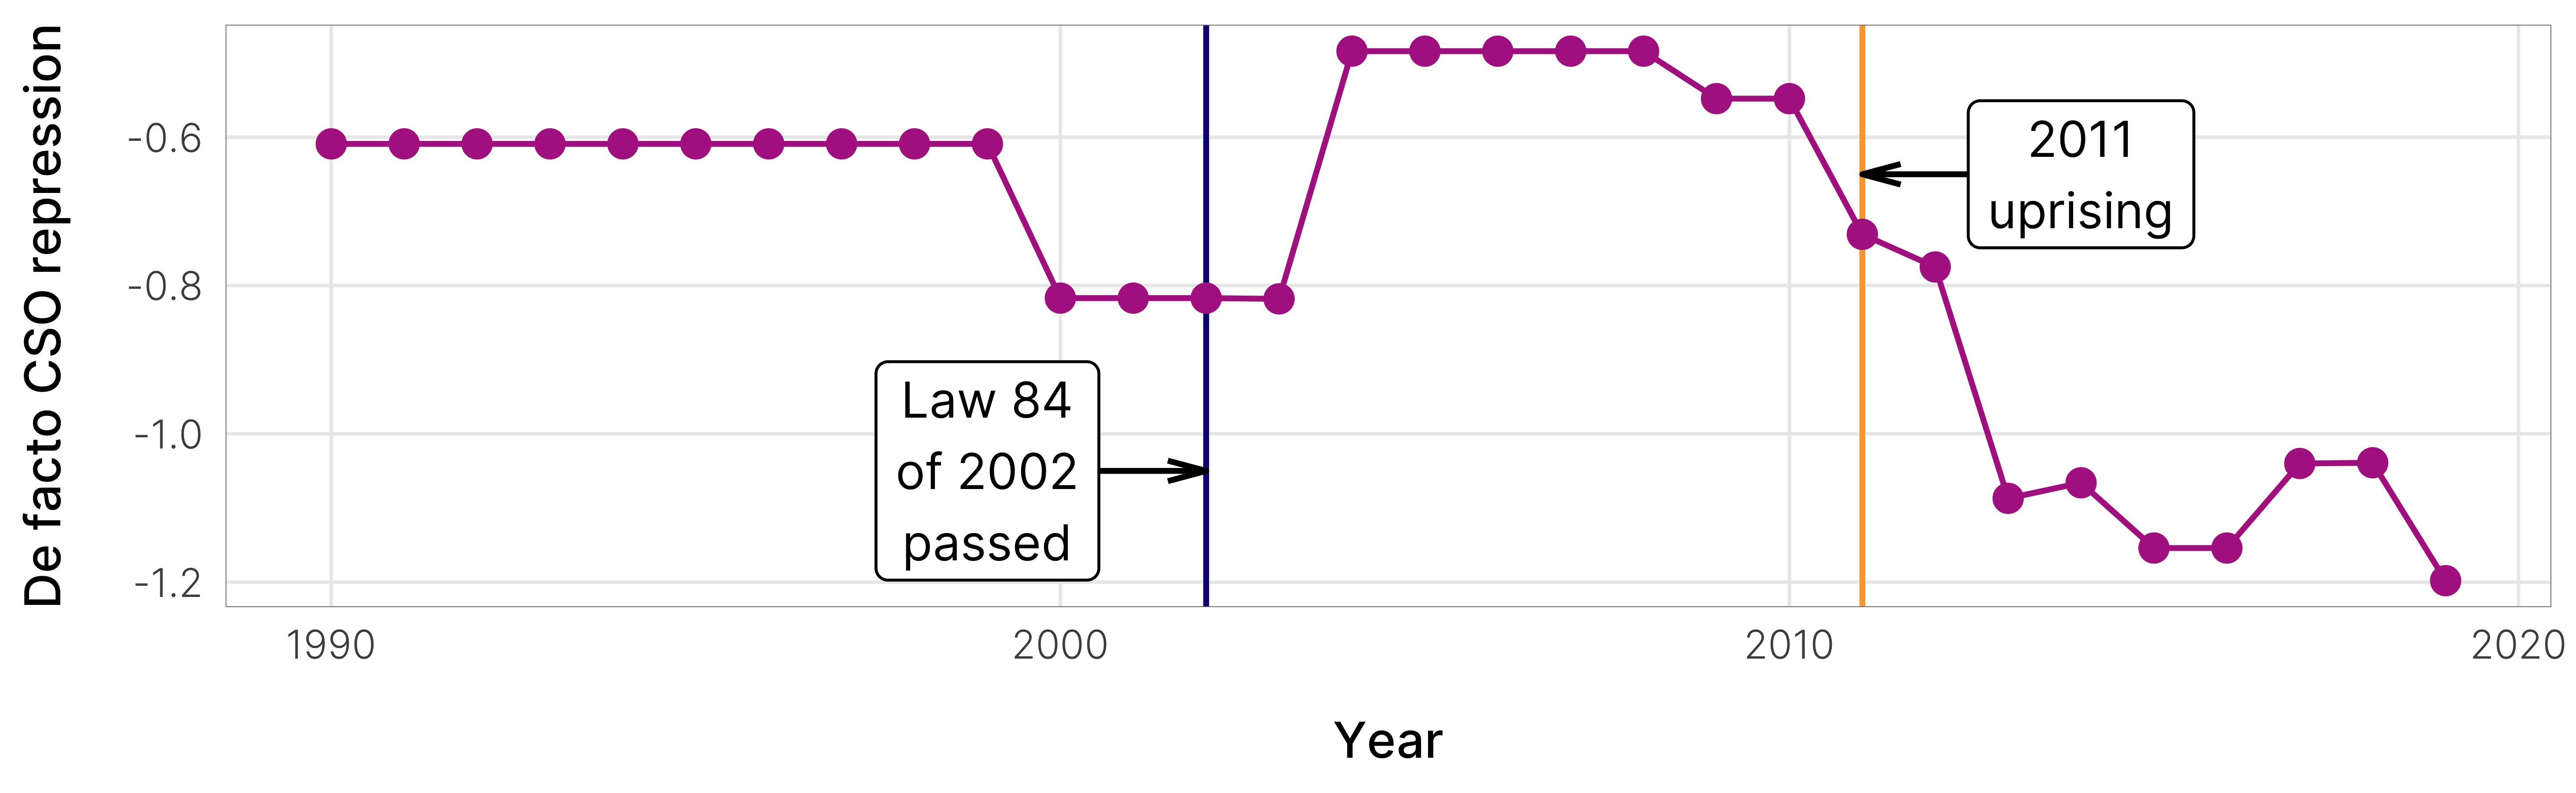 De facto CSO repression
-0.6
-0.8
-1.0
-1.2
2011
uprising
Law 84
of 2002
passed
1990
2000
2010
2020
Year